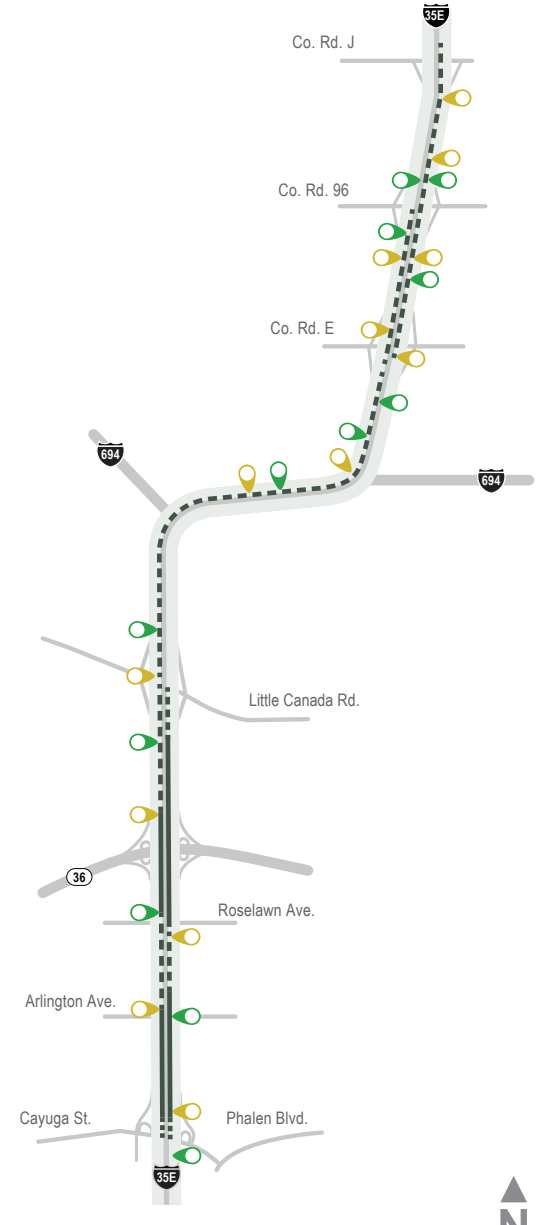 35E
Co. Rd. J
Co. Rd. 96
Co. Rd. E
694
694
Little Canada Rd.
36
Roselawn Ave.
Arlington Ave.
Cayuga St.
Phalen Blvd.
35E
N